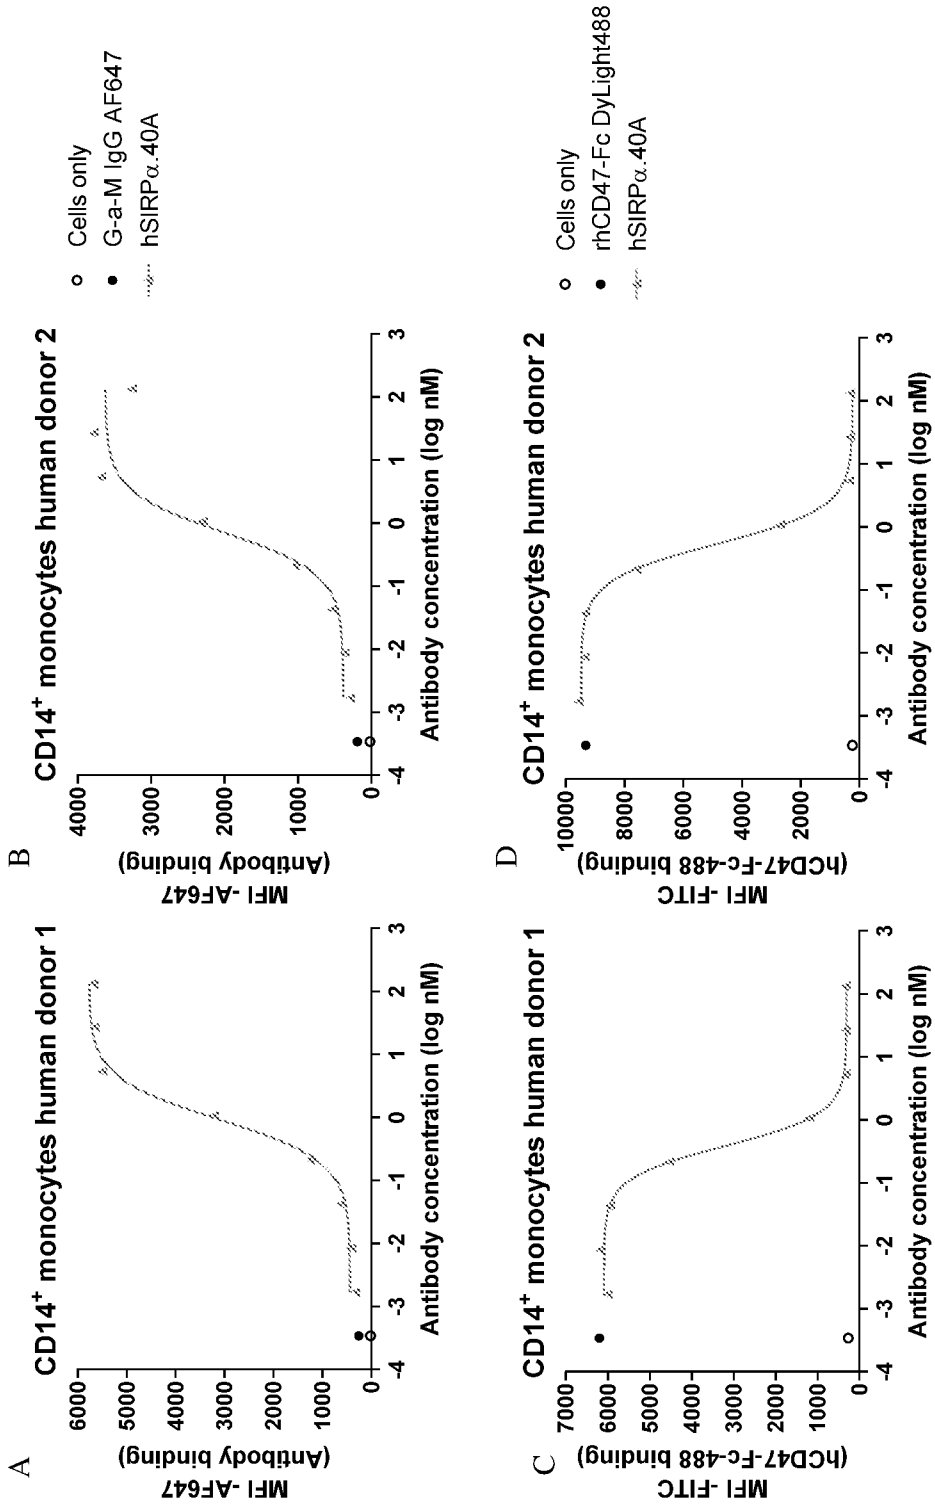 A
CD14+ monocytes human donor 1
MFI -AF647
(Antibody binding)
6000
5000
4000
3000
2000
1000
0
-4 -3 -2 -1 0 1 2 3
Antibody concentration (log nM)
B
CD14+ monocytes human donor 2
MFI -AF647
(Antibody binding)
4000
3000
2000
1000
0
-4 -3 -2 -1 0 1 2 3
Antibody concentration (log nM)
Cells only
G-a-M IgG AF647
hSIRPα.40A
C
CD14+ monocytes human donor 1
MFI -FITC
(hCD47-Fc-488 binding)
7000
6000
5000
4000
3000
2000
1000
0
-4 -3 -2 -1 0 1 2 3
Antibody concentration (log nM)
D
CD14+ monocytes human donor 2
MFI -FITC
(hCD47-Fc-488 binding)
10000
8000
6000
4000
2000
0
-4 -3 -2 -1 0 1 2 3
Antibody concentration (log nM)
Cells only
rhCD47-Fc DyLight488
hSIRPα.40A